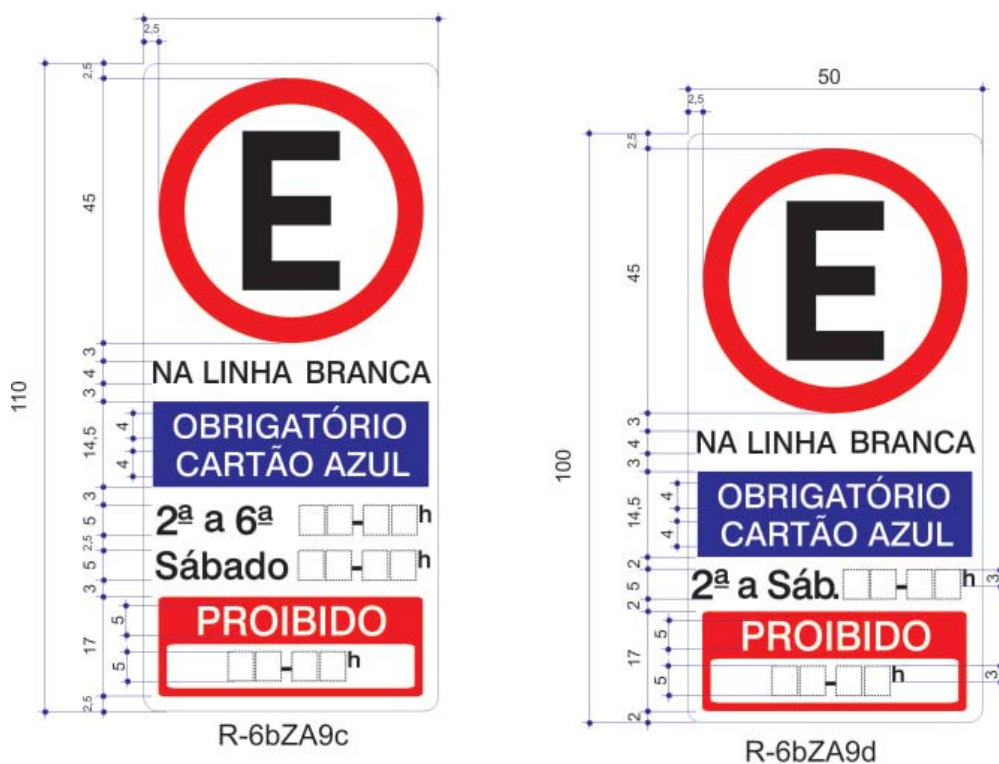 2,5
2,5
45
3
4
3
14,5
4
4
3
5
2,5
5
3
17
5
5
2,5
110
E
NA LINHA BRANCA
OBRIGATÓRIO
CARTÃO AZUL
2ª a 6ª - h
Sábado - h
PROIBIDO
- h
R-6bZA9c
50
2,5
2,5
45
3
4
3
14,5
4
4
2
5
2
17
5
5
2
100
3
3
E
NA LINHA BRANCA
OBRIGATÓRIO
CARTÃO AZUL
2ª a Sáb. - h
PROIBIDO
- h
R-6bZA9d